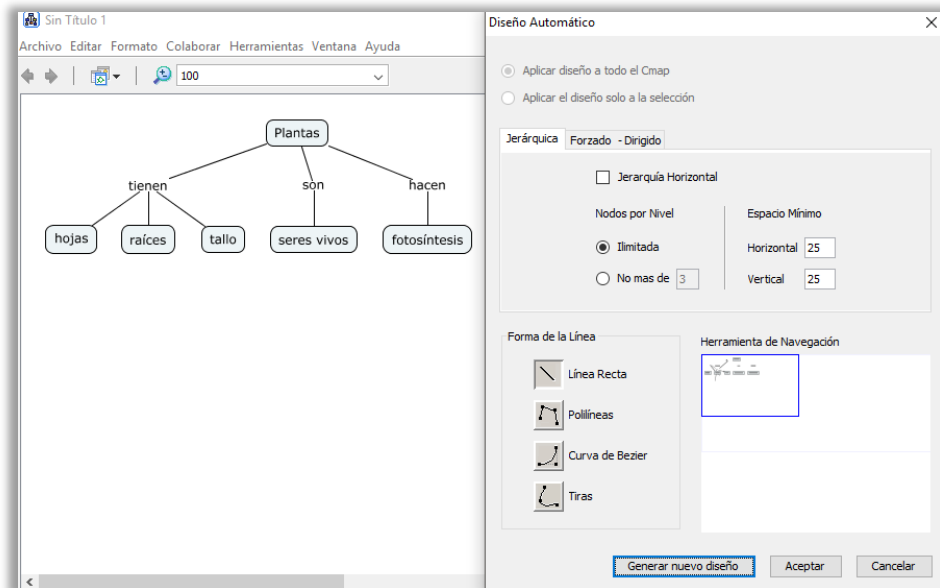 Sin Título 1
Archivo Editar Formato Colaborar Herramientas Ventana Ayuda
100
Plantas
tienen son hacen
hojas raíces tallo seres vivos fotosíntesis
Diseño Automático
Aplicar diseño a todo el Cmap
Aplicar el diseño solo a la selección
Jerárquica Forzado - Dirigido
Jerarquía Horizontal
Nodos por Nivel Espacio Mínimo
Ilimitada Horizontal 25
No mas de 3 Vertical 25
Forma de la Línea Herramienta de Navegación
Línea Recta
Polilíneas
Curva de Bezier
Tiras
Generar nuevo diseño Aceptar Cancelar